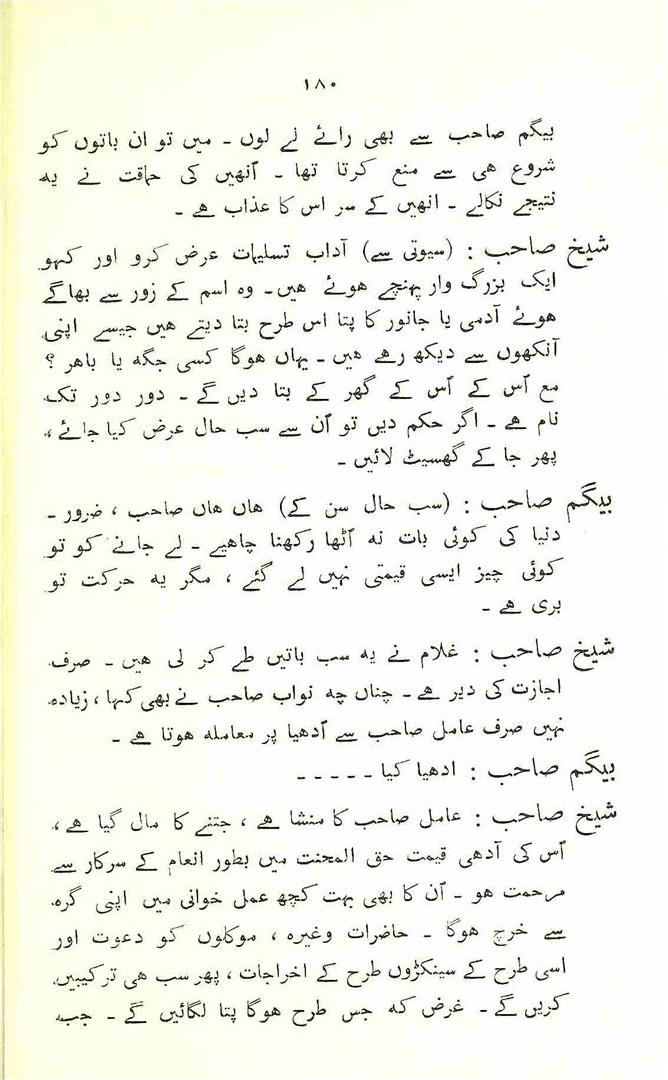 ۱۸۰
بیگم صاحب سے بھی رائے لے لوں ۔ میں تو ان باتوں کو
شروع ھی سے منع کرتا تھا ۔ اُنھیں کی حماقت نے یہ
نتیجے نکالے ۔ انھیں کے سر اس کا عذاب ھے ۔
شیخ صاحب : (سیوتی سے) آداب تسلیمات عرض کرو اور کہو
ایک بزرگ وار پہنچے ھوئے ھیں ۔ وہ اسم کے زور سے بھاگے
ھوئے آدمی یا جانور کا پتا اس طرح بتا دیتے ھیں جیسے اپنی
آنکھوں سے دیکھ رھے ھیں ۔ یہاں ھوگا کسی جگہ یا باھر ؟
مع اُس کے اُس کے گھر کے بتا دیں گے ۔ دور دور تک
نام ھے ۔ اگر حکم دیں تو اُن سے سب حال عرض کیا جائے ،
پھر جا کے گھسیٹ لائیں ۔
بیگم صاحب : (سب حال سن کے) ھاں ھاں صاحب ، ضرور ۔
دنیا کی کوئی بات نہ اُٹھا رکھنا چاھیے ۔ لے جانے کو تو
کوئی چیز ایسی قیمتی نہیں لے گئے ، مگر یہ حرکت تو
بری ھے ۔
شیخ صاحب : غلام نے یہ سب باتیں طے کر لی ھیں ۔ صرف
اجازت کی دیر ھے ۔ چناں چہ نواب صاحب نے بھی کہا ، زیادہ
نہیں صرف عامل صاحب سے اَدھیا پر معاملہ ھوتا ھے ۔
بیگم صاحب : ادھیا کیا ۔ ۔ ۔ ۔ ۔
شیخ صاحب : عامل صاحب کا منشا ھے ، جتنے کا مال گیا ھے ،
اُس کی آدھی قیمت حق المحنت میں بطور انعام کے سرکار سے
مرحمت ھو ۔ اُن کا بھی بہت کچھ عمل خوانی میں اپنی گرہ
سے خرچ ھوگا ۔ حاضرات وغیرہ ، موکلوں کو دعوت اور
اسی طرح کے سینکڑوں طرح کے اخراجات ، پھر سب ھی ترکیبیں
کریں گے ۔ غرض کہ جس طرح ھوگا پتا لگائیں گے ۔ جب